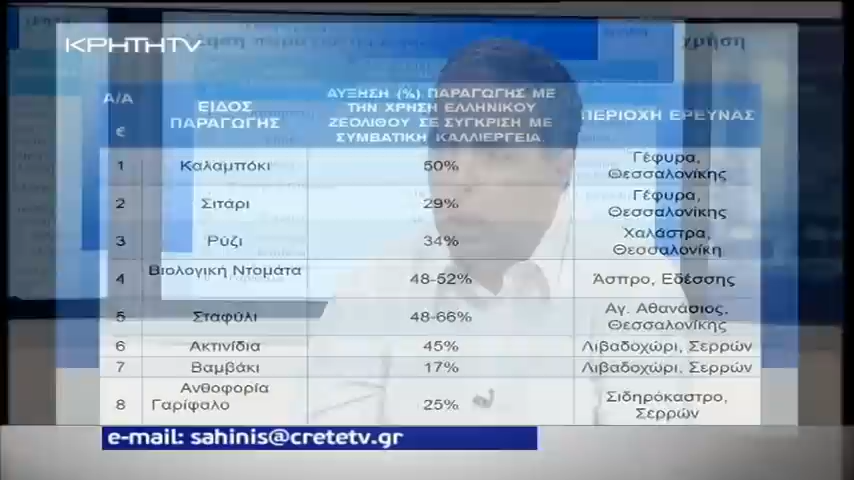 ΚΡΗΤΗTV
χρήση
Α/Α
€
ΕΙΔΟΣ
ΠΑΡΑΓΩΓΗΣ
ΑΥΞΗΣΗ (%) ΠΑΡΑΓΩΓΗΣ ΜΕ
ΤΗΝ ΧΡΗΣΗ ΕΛΛΗΝΙΚΟΥ
ΖΕΟΛΙΘΟΥ ΣΕ ΣΥΓΚΡΙΣΗ ΜΕ
ΣΥΜΒΑΤΙΚΗ ΚΑΛΛΙΕΡΓΕΙΑ.
ΠΕΡΙΟΧΗ ΕΡΕΥΝΑΣ
1 Καλαμπόκι 50% Γέφυρα,
Θεσσαλονίκης
2 Σιτάρι 29% Γέφυρα,
Θεσσαλονίκης
3 Ρύζι 34% Χαλάστρα,
Θεσσαλονίκη
4 Βιολογική Ντομάτα 48-52% Άσπρο, Εδέσσης
5 Σταφύλι 48-66% Αγ. Αθανάσιος,
Θεσσαλονίκης
6 Ακτινίδια 45% Λιβαδοχώρι, Σερρών
7 Βαμβάκι 17% Λιβαδοχώρι, Σερρών
8 Ανθοφορία
Γαρίφαλο 25% Σιδηρόκαστρο,
Σερρών
e-mail: sahinis@cretetv.gr